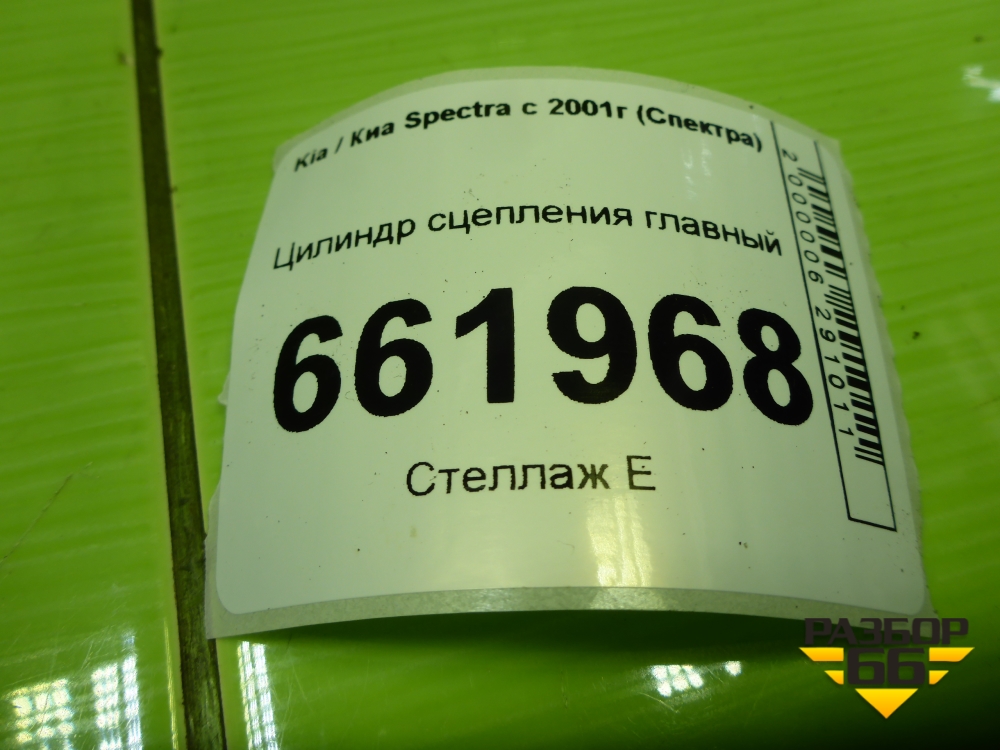 Kia / Киа Spectra с 2001г (Спектра)
Цилиндр сцепления главный
661968
Стеллаж Е
2000006291011
РАЗБОР
66